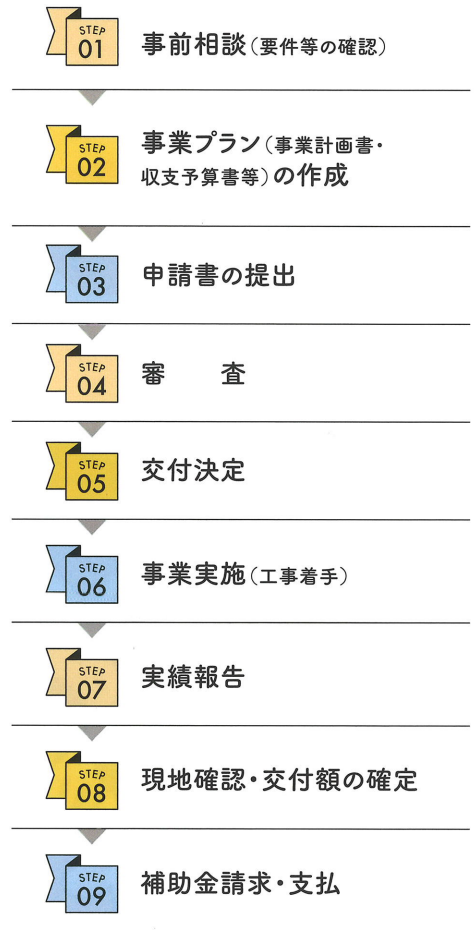 STEP
01
事前相談（要件等の確認）
STEP
02
事業プラン（事業計画書・
収支予算書等）の作成
STEP
03
申請書の提出
STEP
04
審　　査
STEP
05
交付決定
STEP
06
事業実施（工事着手）
STEP
07
実績報告
STEP
08
現地確認・交付額の確定
STEP
09
補助金請求・支払